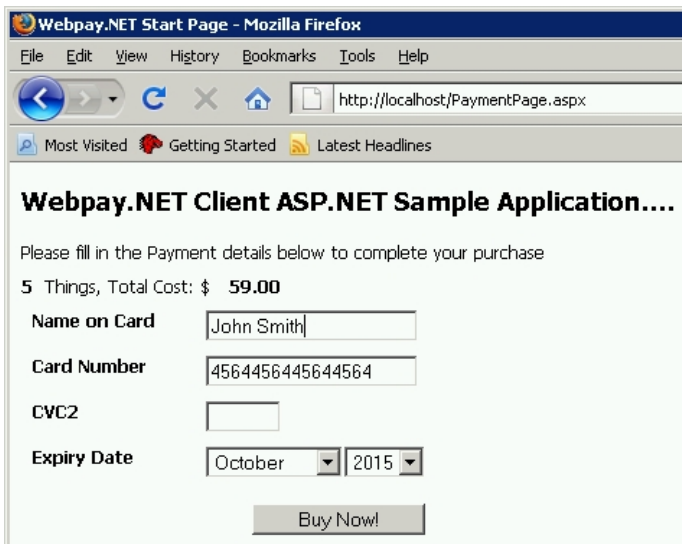 Webpay.NET Start Page - Mozilla Firefox
File Edit View History Bookmarks Tools Help
http://localhost/PaymentPage.aspx
Most Visited Getting Started Latest Headlines
Webpay.NET Client ASP.NET Sample Application....
Please fill in the Payment details below to complete your purchase
5 Things, Total Cost: $ 59.00
Name on Card John Smith
Card Number 4564456445644564
CVC2
Expiry Date October 2015
Buy Now!